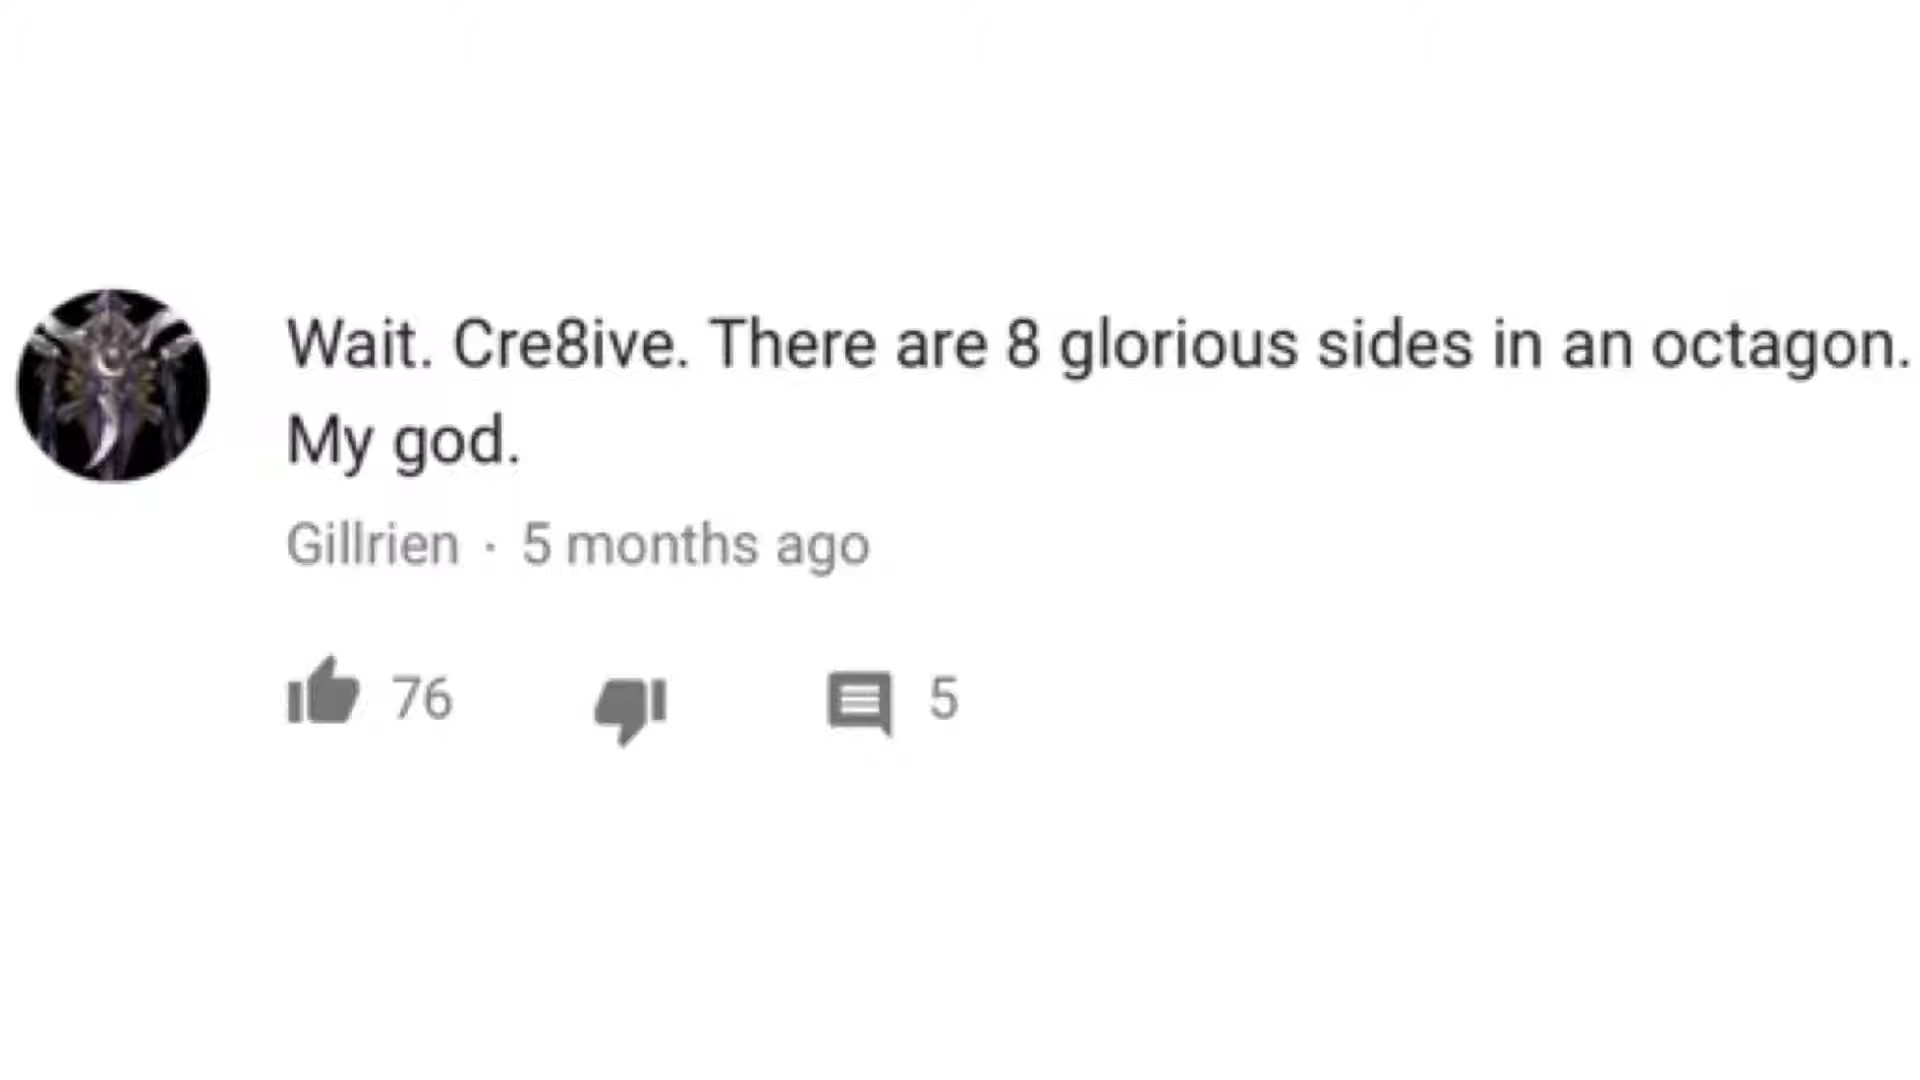 Wait. Cre8ive. There are 8 glorious sides in an octagon.
My god.
Gillrien · 5 months ago
76 5